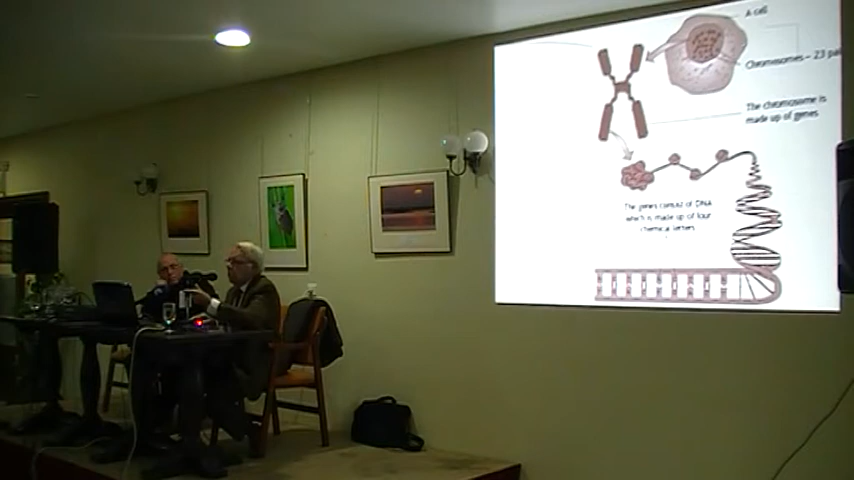 A cell
Chromosomes – 23 pai
The chromosome is
made up of genes
The genes consist of DNA
which is made up of four
chemical letters